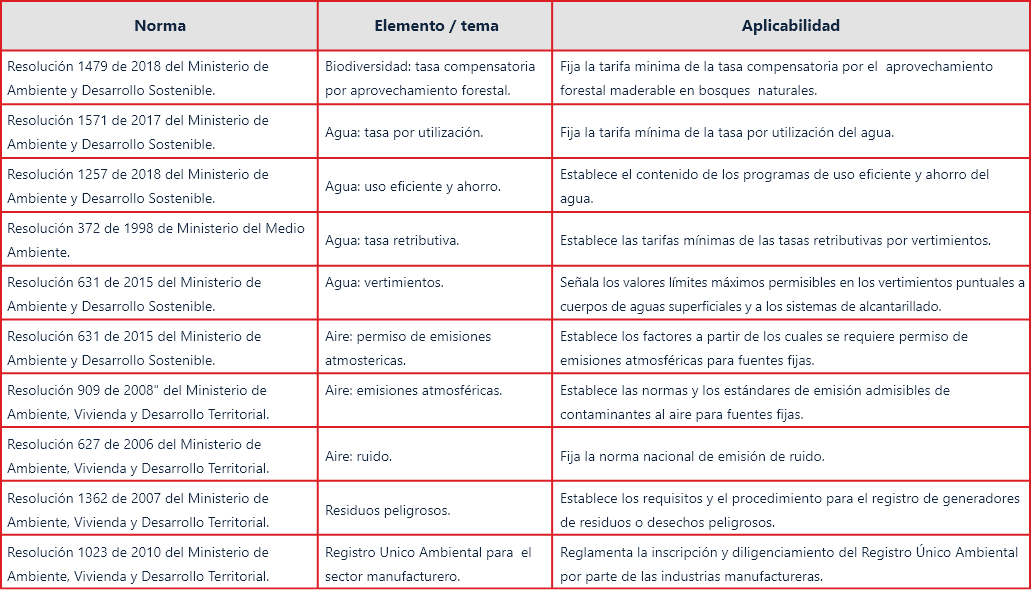 Norma
Elemento / tema
Aplicabilidad
Resolución 1479 de 2018 del Ministerio de
Ambiente y Desarrollo Sostenible.
Biodiversidad: tasa compensatoria
por aprovechamiento forestal.
Fija la tarifa minima de la tasa compensatoria por el aprovechamiento
forestal maderable en bosques naturales.
Resolución 1571 de 2017 del Ministerio de
Ambiente y Desarrollo Sostenible.
Agua: tasa por utilización.
Fija la tarifa mínima de la tasa por utilización del agua.
Resolución 1257 de 2018 del Ministerio de
Ambiente y Desarrollo Sostenible.
Agua: uso eficiente y ahorro.
Establece el contenido de los programas de uso eficiente y ahorro del
agua.
Resolución 372 de 1998 de Ministerio del Medio
Ambiente.
Agua: tasa retributiva.
Establece las tarifas mínimas de las tasas retributivas por vertimientos.
Resolución 631 de 2015 del Ministerio de
Ambiente y Desarrollo Sostenible.
Agua: vertimientos.
Señala los valores límites máximos permisibles en los vertimientos puntuales a
cuerpos de aguas superficiales y a los sistemas de alcantarillado.
Resolución 631 de 2015 del Ministerio de
Ambiente y Desarrollo Sostenible.
Aire: permiso de emisiones
atmostericas.
Establece los factores a partir de los cuales se requiere permiso de
emisiones atmosféricas para fuentes fijas.
Resolución 909 de 2008" del Ministerio de
Ambiente, Vivienda y Desarrollo Territorial.
Aire: emisiones atmosféricas.
Establece las normas y los estándares de emisión admisibles de
contaminantes al aire para fuentes fijas.
Resolución 627 de 2006 del Ministerio de
Ambiente, Vivienda y Desarrollo Territorial.
Aire: ruido.
Fija la norma nacional de emisión de ruido.
Resolución 1362 de 2007 del Ministerio de
Ambiente, Vivienda y Desarrollo Territorial.
Residuos peligrosos.
Establece los requisitos y el procedimiento para el registro de generadores
de residuos o desechos peligrosos.
Resolución 1023 de 2010 del Ministerio de
Ambiente, Vivienda y Desarrollo Territorial.
Registro Unico Ambiental para el
sector manufacturero.
Reglamenta la inscripción y diligenciamiento del Registro Único Ambiental
por parte de las industrias manufactureras.